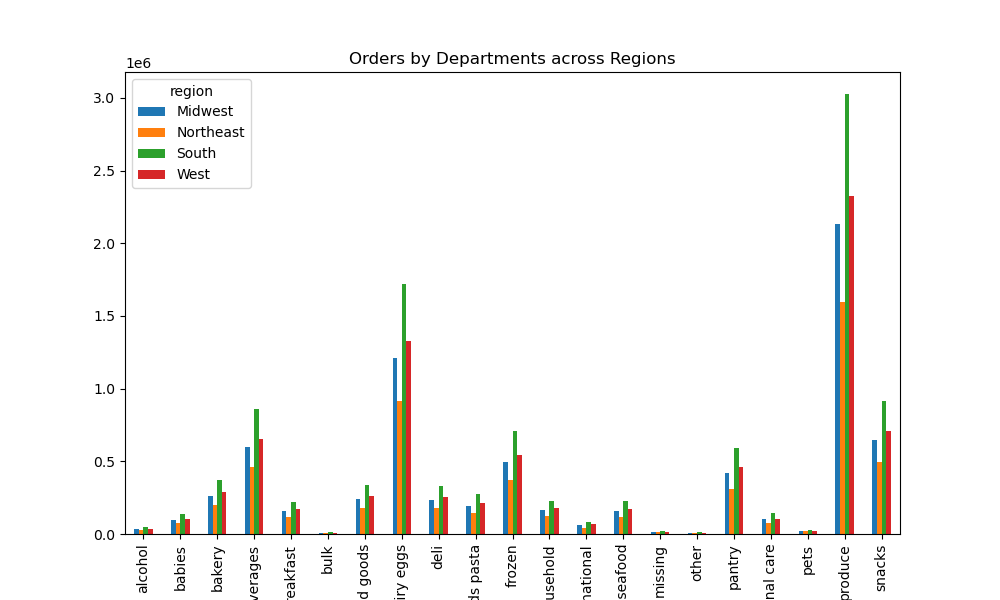 Orders by Departments across Regions
1e6
region
Midwest
Northeast
South
West
3.0
2.5
2.0
1.5
1.0
0.5
0.0
alcohol
babies
bakery
verages
reakfast
bulk
d goods
iry eggs
deli
ds pasta
frozen
usehold
national
seafood
missing
other
pantry
nal care
pets
produce
snacks